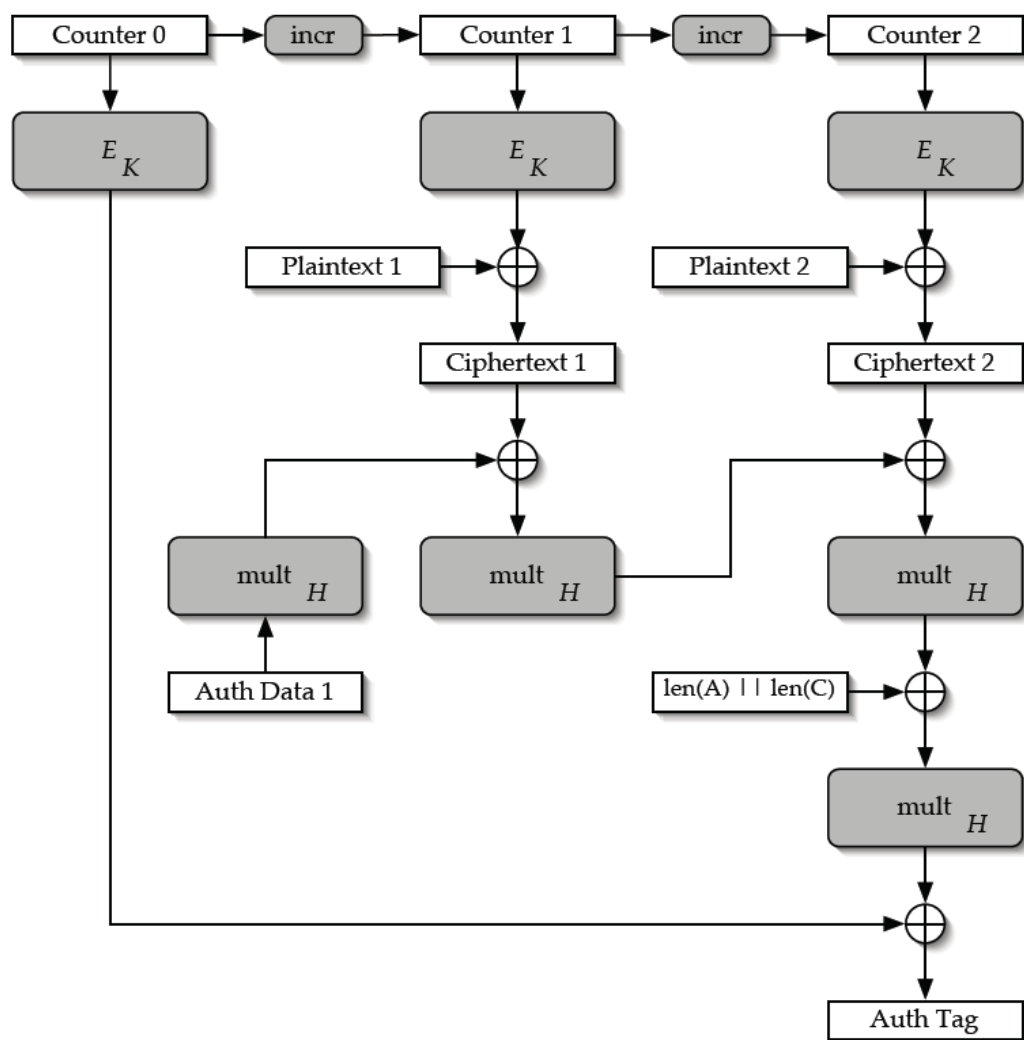 Counter 0
incr
Counter 1
incr
Counter 2
E K
E K
E K
Plaintext 1
Plaintext 2
Ciphertext 1
Ciphertext 2
mult H
mult H
mult H
Auth Data 1
len(A) || len(C)
mult H
Auth Tag